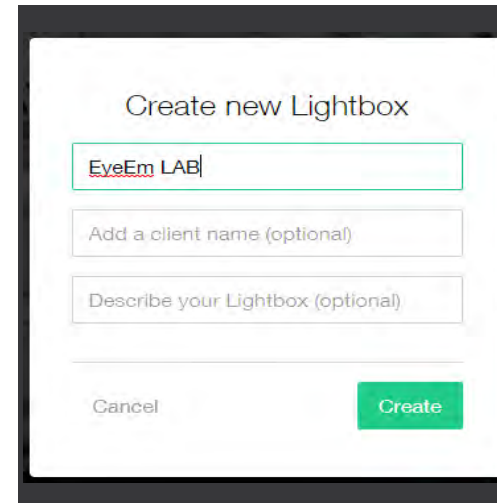 Create new Lightbox
EyeEm LAB
Add a client name (optional)
Describe your Lightbox (optional)
Cancel
Create